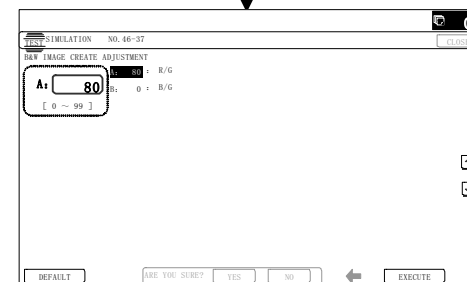 TEST SIMULATION NO.46-37
CLOSE
B&W IMAGE CREATE ADJUSTMENT
A: 80 : R/G
A: 80
B: 0 : B/G
[ 0 ～ 99 ]
DEFAULT ARE YOU SURE? YES NO EXECUTE